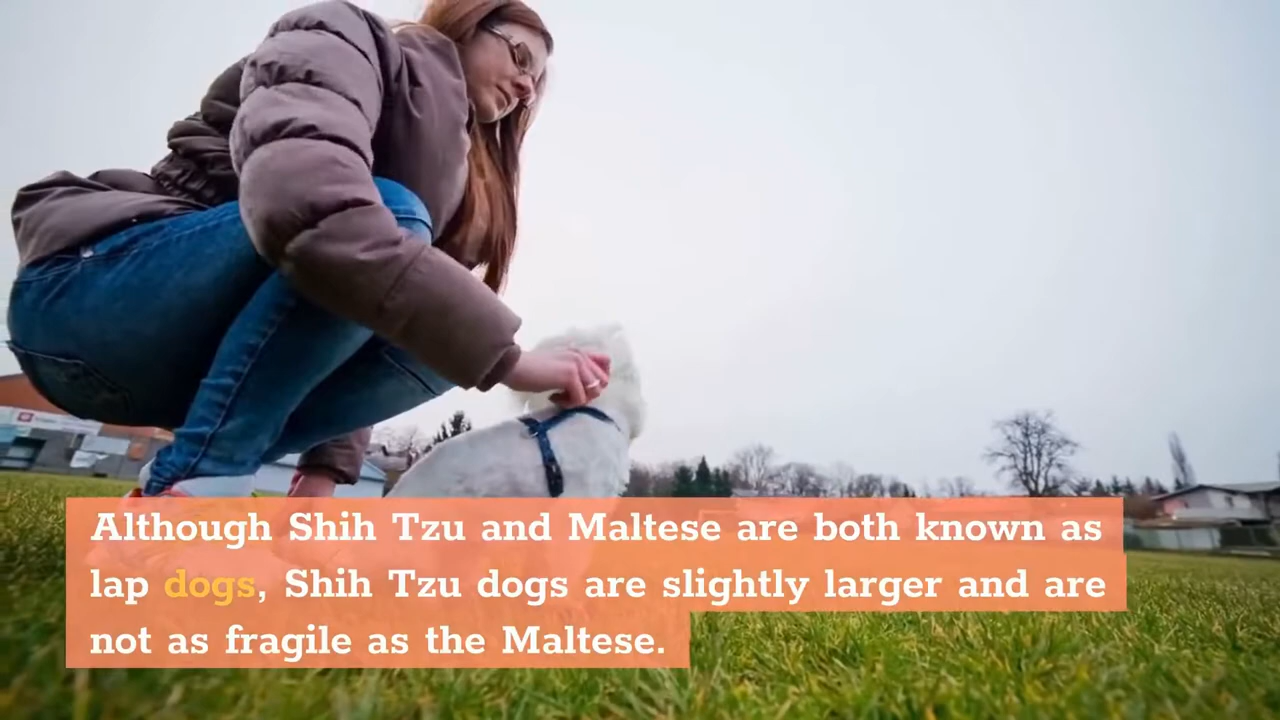 Although Shih Tzu and Maltese are both known as
lap dogs, Shih Tzu dogs are slightly larger and are
not as fragile as the Maltese.